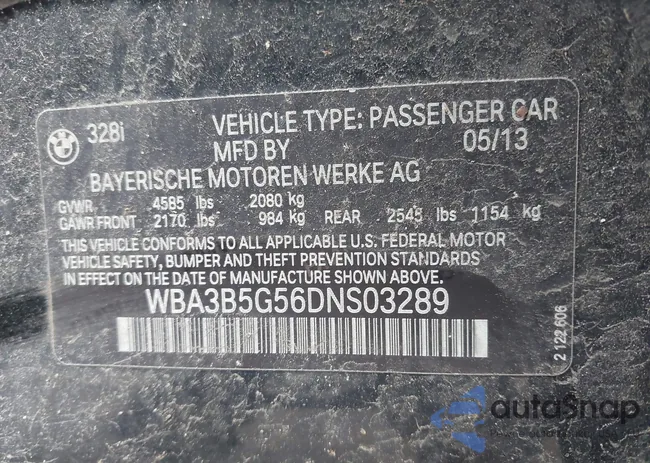 328i VEHICLE TYPE: PASSENGER CAR
MFD BY 05/13
BAYERISCHE MOTOREN WERKE AG
GVWR 4585 lbs 2080 kg
GAWR FRONT 2170 lbs 984 kg REAR 2545 lbs 1154 kg
THIS VEHICLE CONFORMS TO ALL APPLICABLE U.S. FEDERAL MOTOR
VEHICLE SAFETY, BUMPER AND THEFT PREVENTION STANDARDS
IN EFFECT ON THE DATE OF MANUFACTURE SHOWN ABOVE.
WBA3B5G56DNS03289
2 122 606
autoSnap